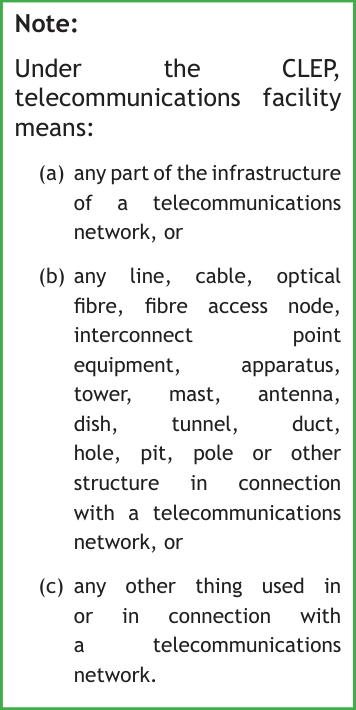 Note:
Under the CLEP,
telecommunications facility
means:
(a) any part of the infrastructure
of a telecommunications
network, or
(b) any line, cable, optical
fibre, fibre access node,
interconnect point
equipment, apparatus,
tower, mast, antenna,
dish, tunnel, duct,
hole, pit, pole or other
structure in connection
with a telecommunications
network, or
(c) any other thing used in
or in connection with
a telecommunications
network.